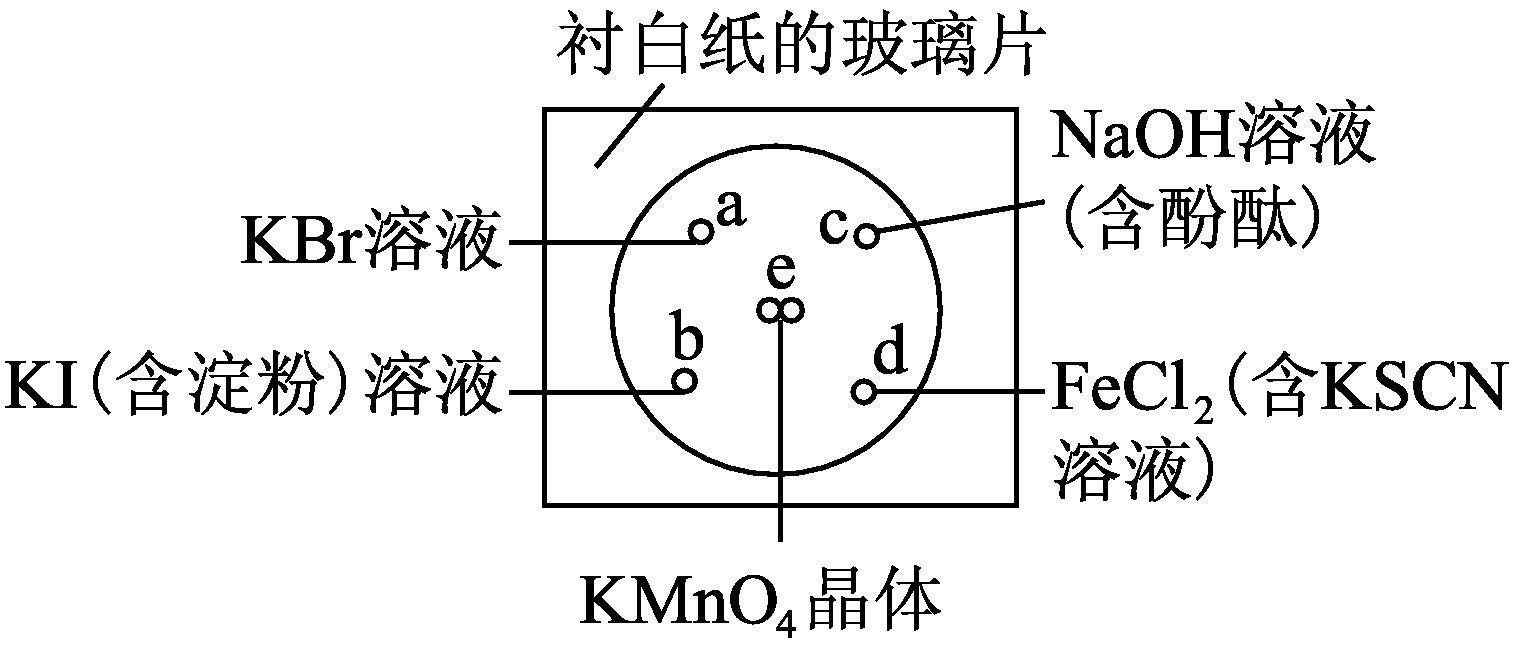 衬白纸的玻璃片
NaOH溶液
(含酚酞)
KBr溶液
a
c
e
b
d
KI(含淀粉)溶液
FeCl₂(含KSCN
溶液)
KMnO₄晶体